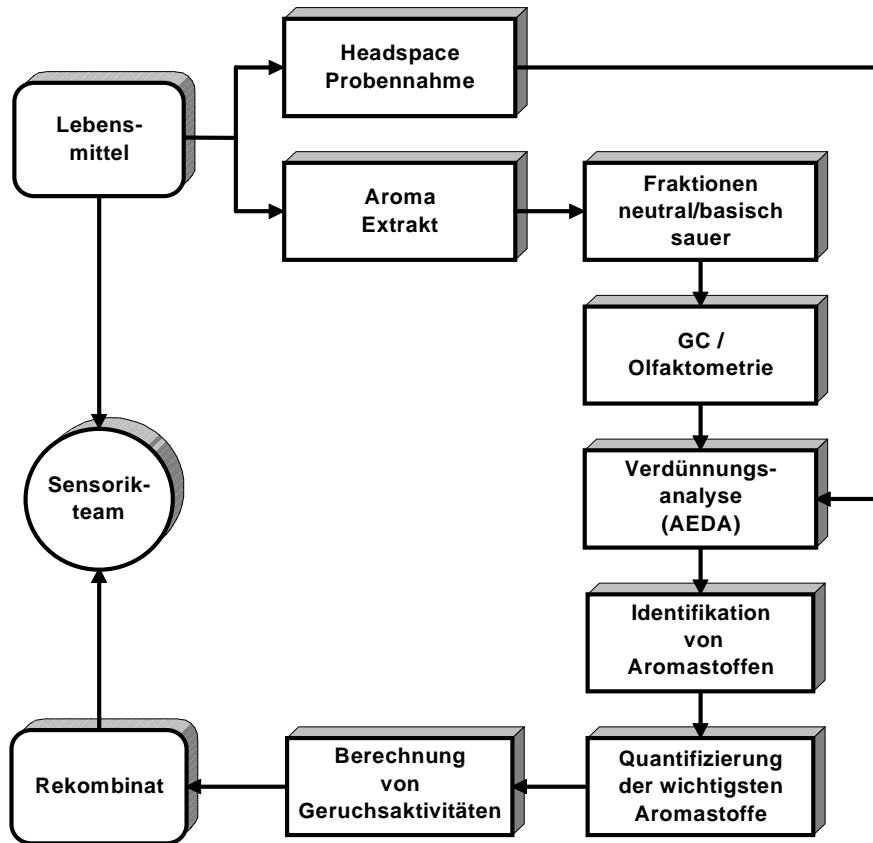 Headspace
Probennahme
Lebens-
mittel
Aroma
Extrakt
Fraktionen
neutral/basisch
sauer
GC /
Olfaktometrie
Verdünnungs-
analyse
(AEDA)
Sensorik-
team
Identifikation
von
Aromastoffen
Quantifizierung
der wichtigsten
Aromastoffe
Berechnung
von
Geruchsaktivitäten
Rekombinat